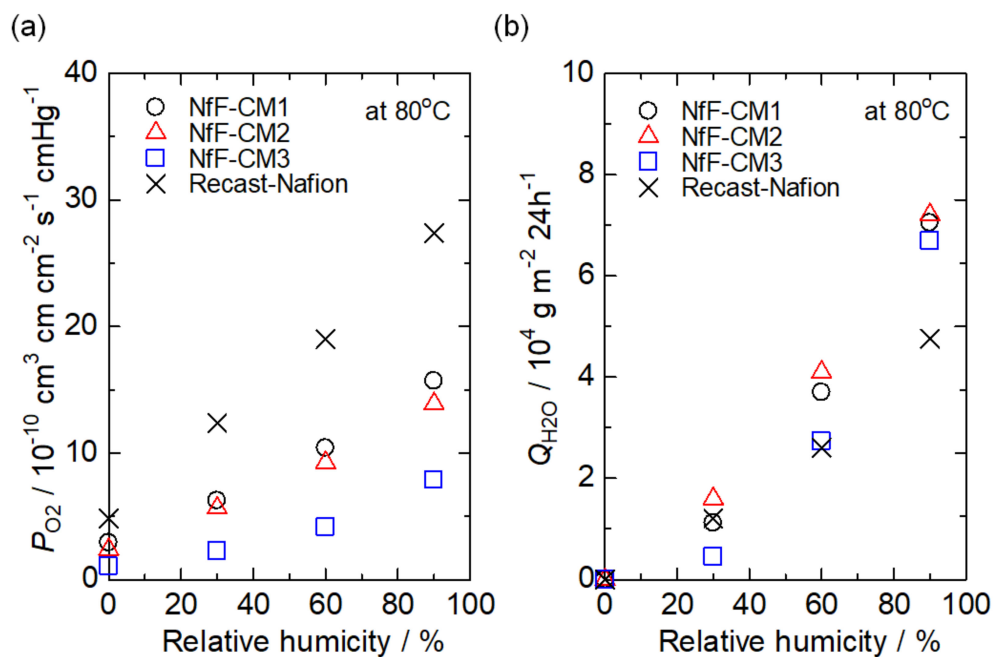 (a)
40
30
20
10
0
0 20 40 60 80 100
P_O2 / 10^-10 cm^3 cm cm^-2 s^-1 cmHg^-1
Relative humicity / %
NfF-CM1
NfF-CM2
NfF-CM3
Recast-Nafion
at 80°C
(b)
10
8
6
4
2
0
0 20 40 60 80 100
Q_H2O / 10^4 g m^-2 24h^-1
Relative humicity / %
NfF-CM1
NfF-CM2
NfF-CM3
Recast-Nafion
at 80°C